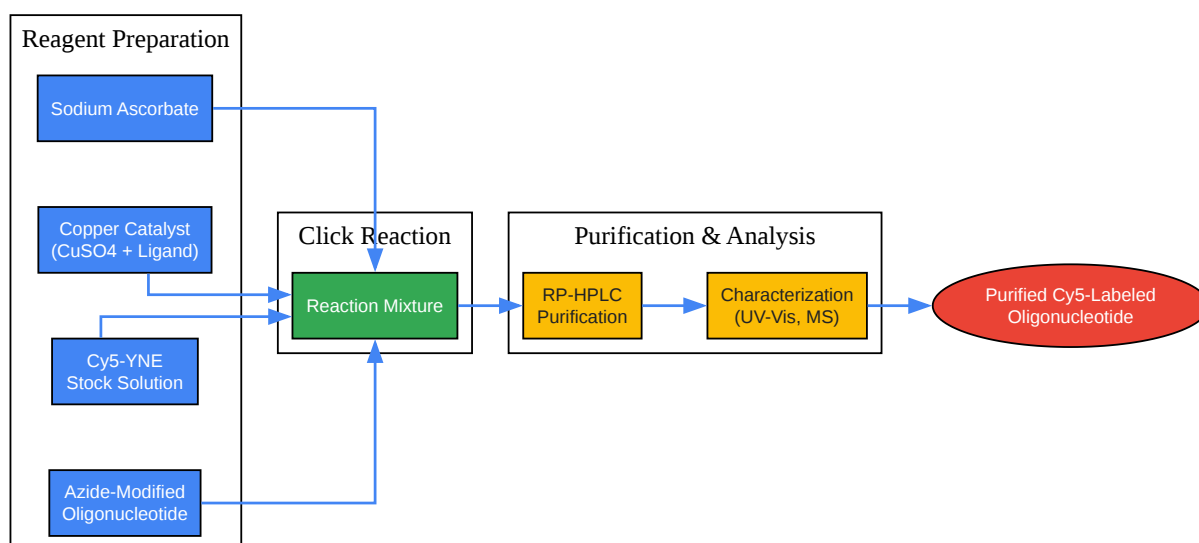 Reagent Preparation
Sodium Ascorbate
Copper Catalyst
(CuSO4 + Ligand)
Cy5-YNE
Stock Solution
Azide-Modified
Oligonucleotide
Click Reaction
Reaction Mixture
Purification & Analysis
RP-HPLC
Purification
Characterization
(UV-Vis, MS)
Purified Cy5-Labeled
Oligonucleotide